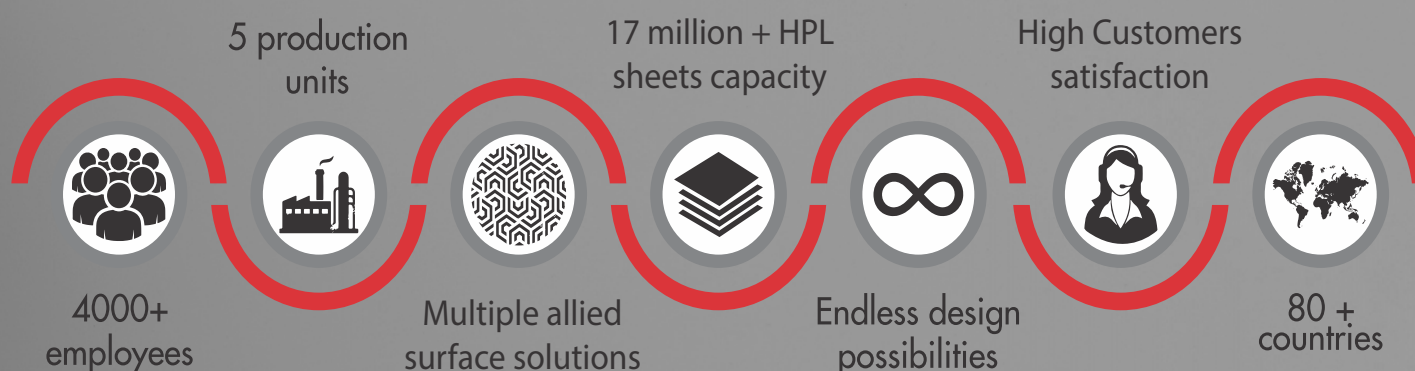 4000+
employees
5 production
units
Multiple allied
surface solutions
17 million + HPL
sheets capacity
Endless design
possibilities
High Customers
satisfaction
80 +
countries